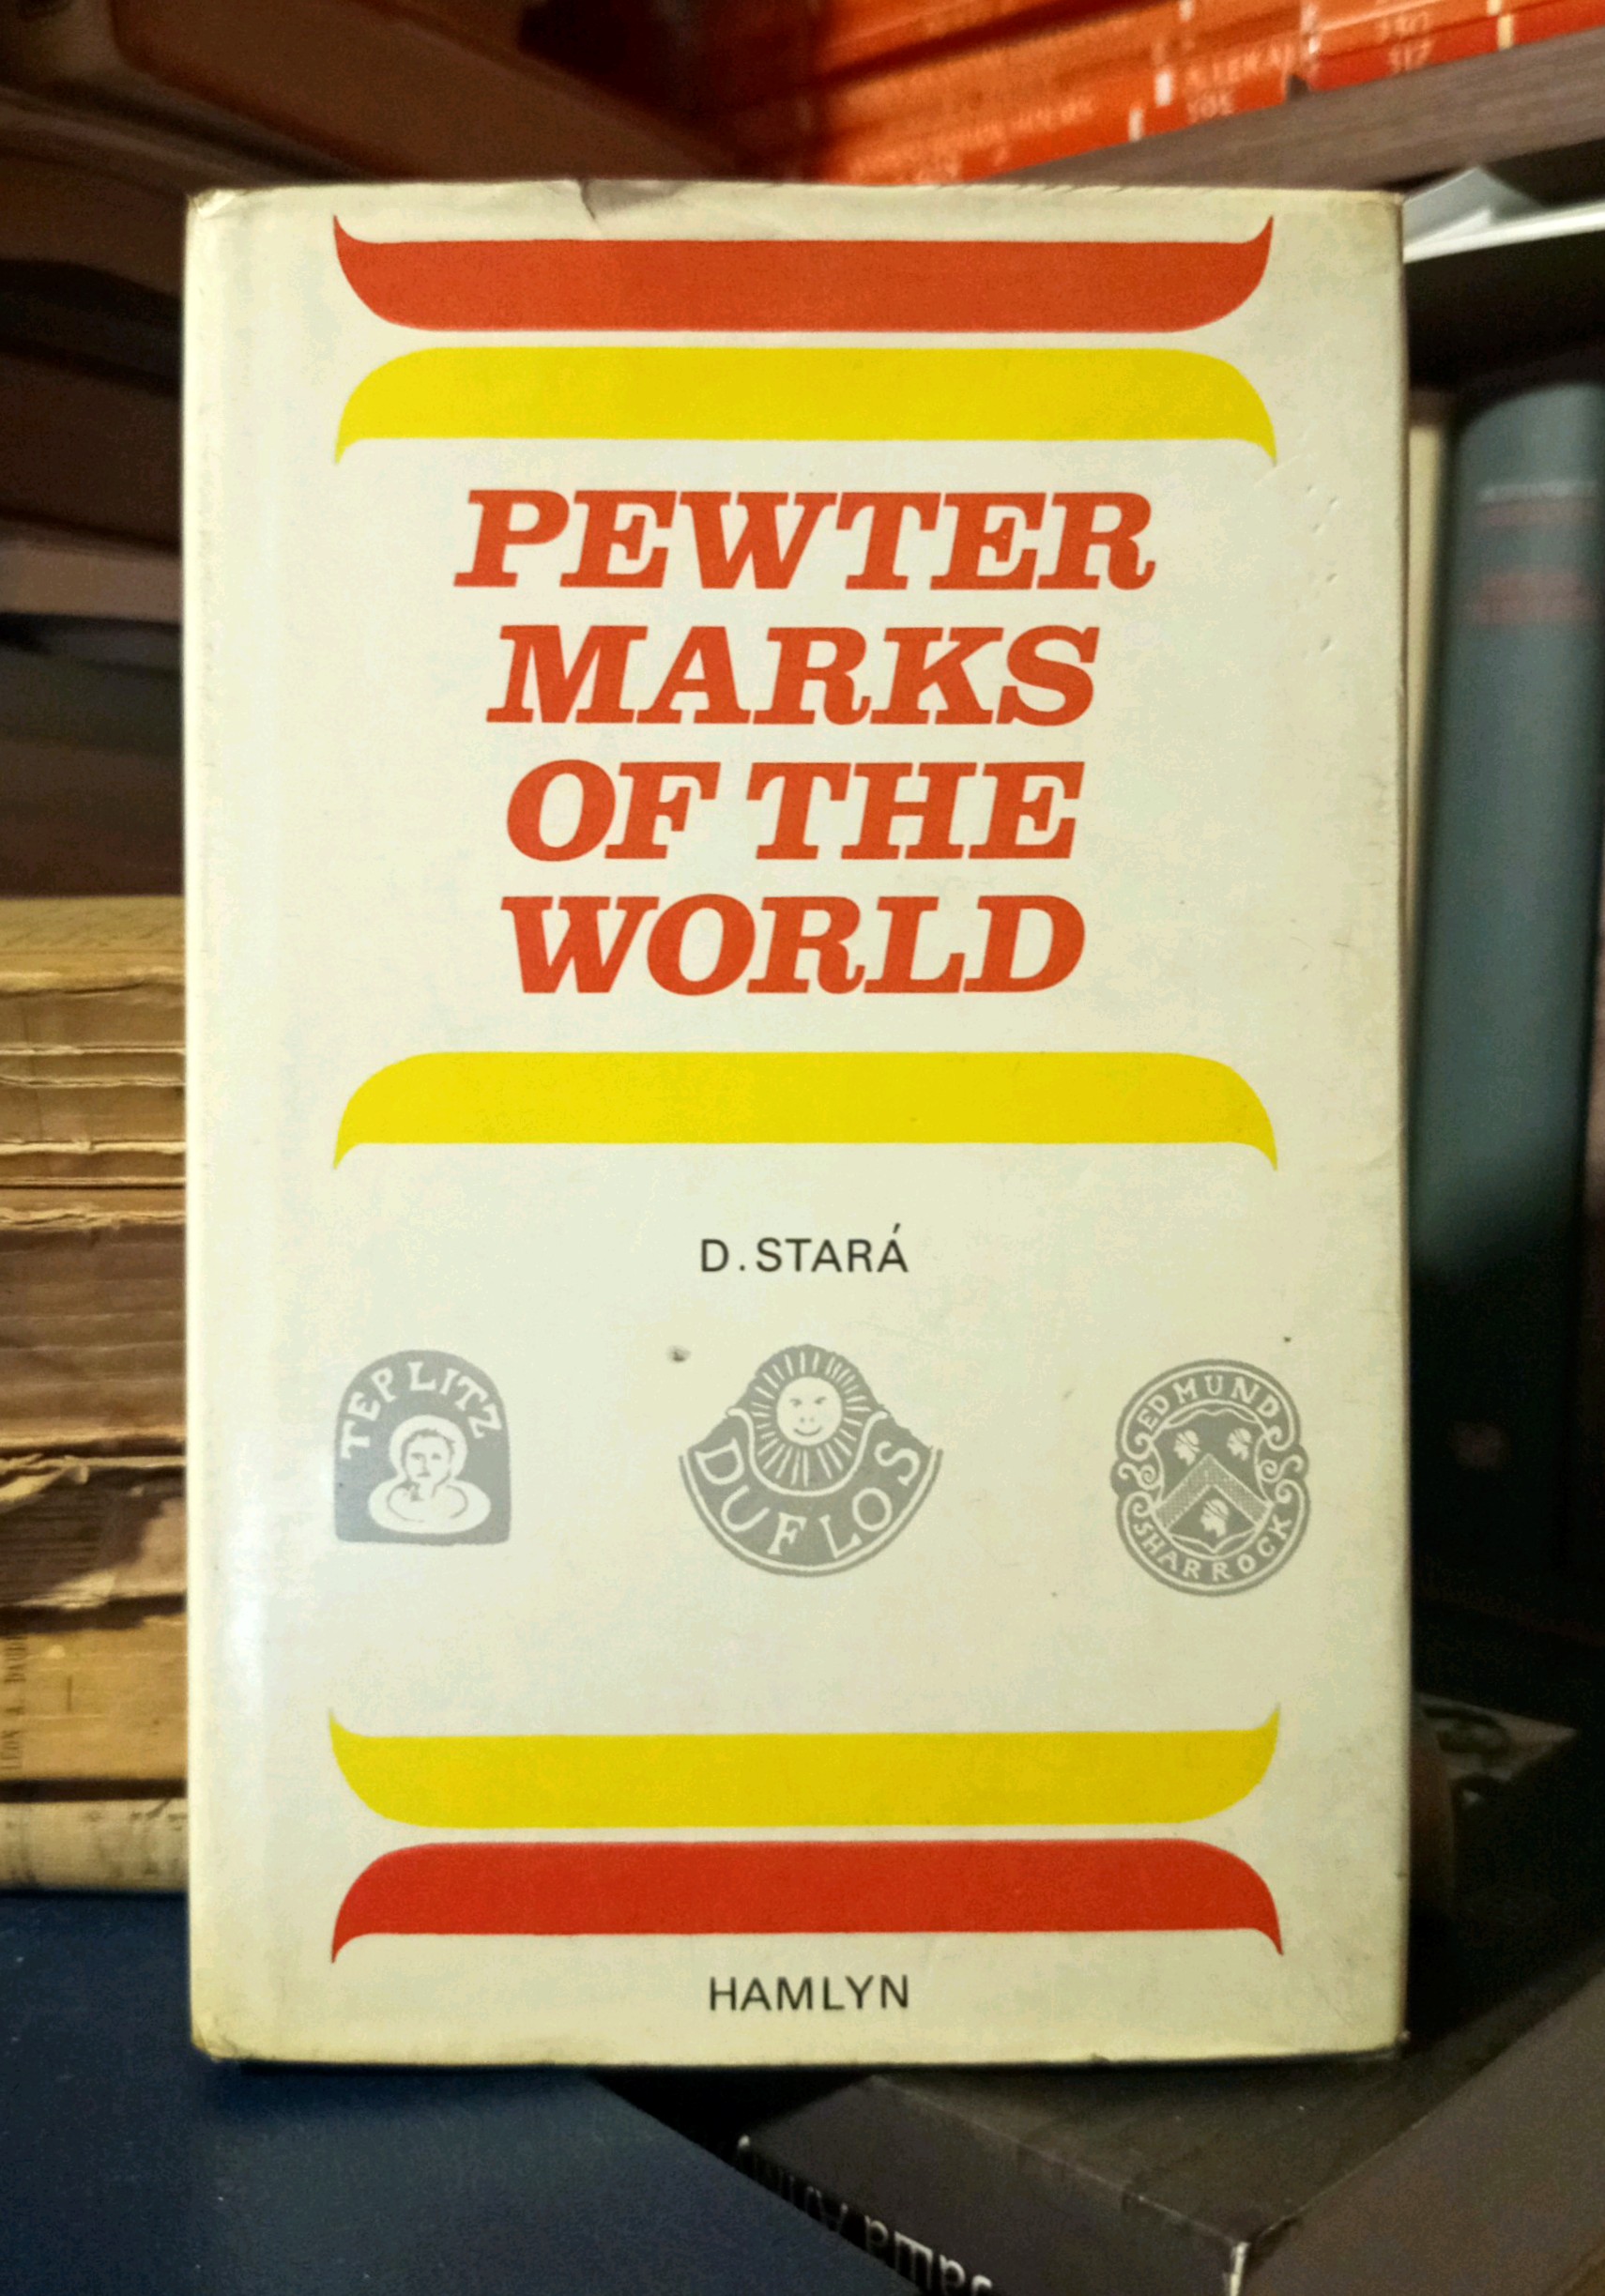 PEWTER
MARKS
OF THE
WORLD
D. STARÁ
TEPLITZ
DUFLOS
EDMUND
SHARROCK
HAMLYN